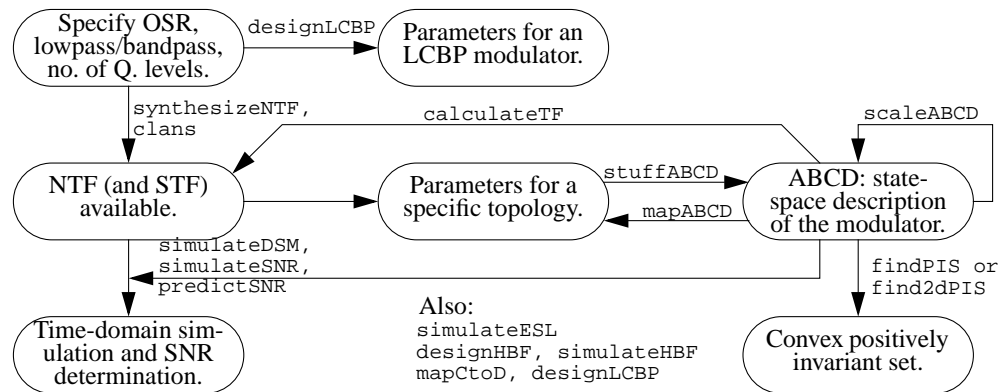 Specify OSR,
lowpass/bandpass,
no. of Q. levels.
designLCBP
Parameters for an
LCBP modulator.
synthesizeNTF,
clans
calculateTF
scaleABCD
NTF (and STF)
available.
Parameters for a
specific topology.
stuffABCD
mapABCD
ABCD: state-
space description
of the modulator.
simulateDSM,
simulateSNR,
predictSNR
findPIS or
find2dPIS
Time-domain sim-
ulation and SNR
determination.
Also:
simulateESL
designHBF, simulateHBF
mapCtoD, designLCBP
Convex positively
invariant set.